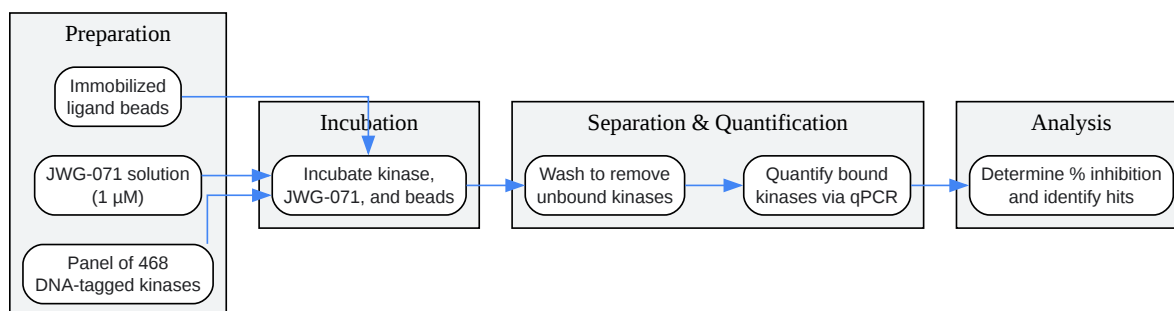 Preparation
Immobilized
ligand beads
JWG-071 solution
(1 µM)
Panel of 468
DNA-tagged kinases
Incubation
Incubate kinase,
JWG-071, and beads
Separation & Quantification
Wash to remove
unbound kinases
Quantify bound
kinases via qPCR
Analysis
Determine % inhibition
and identify hits